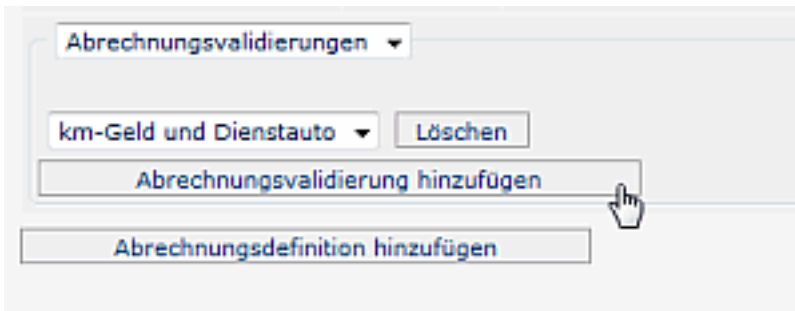 Abrechnungsvalidierungen
km-Geld und Dienstauto Löschen
Abrechnungsvalidierung hinzufügen
Abrechnungsdefinition hinzufügen